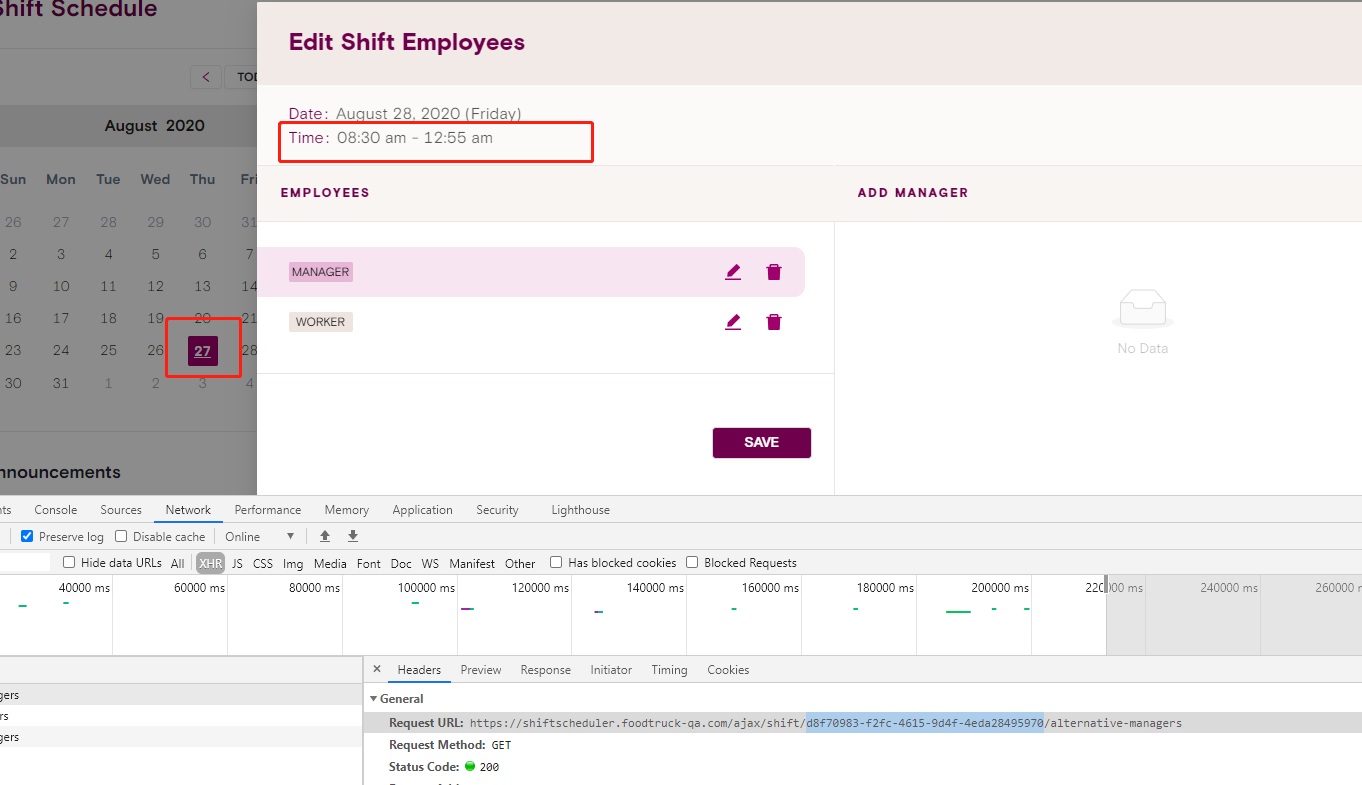 Shift Schedule
Edit Shift Employees
< TOD
Date: August 28, 2020 (Friday)
August 2020
Time: 08:30 am - 12:55 am
Sun Mon Tue Wed Thu Fri
EMPLOYEES
ADD MANAGER
26 27 28 29 30 31
2 3 4 5 6 7
9 10 11 12 13 14
16 17 18 19 20 21
23 24 25 26 27 28
30 31 1 2 3 4
MANAGER
WORKER
No Data
SAVE
nnouncements
nts Console Sources Network Performance Memory Application Security Lighthouse
Preserve log Disable cache Online
Hide data URLs All XHR JS CSS Img Media Font Doc WS Manifest Other Has blocked cookies Blocked Requests
40000 ms 60000 ms 80000 ms 100000 ms 120000 ms 140000 ms 160000 ms 180000 ms 200000 ms 220000 ms 240000 ms 260000 m
× Headers Preview Response Initiator Timing Cookies
gers
rs
gers
General
Request URL: https://shiftscheduler.foodtruck-qa.com/ajax/shift/d8f70983-f2fc-4615-9d4f-4eda28495970/alternative-managers
Request Method: GET
Status Code: 200